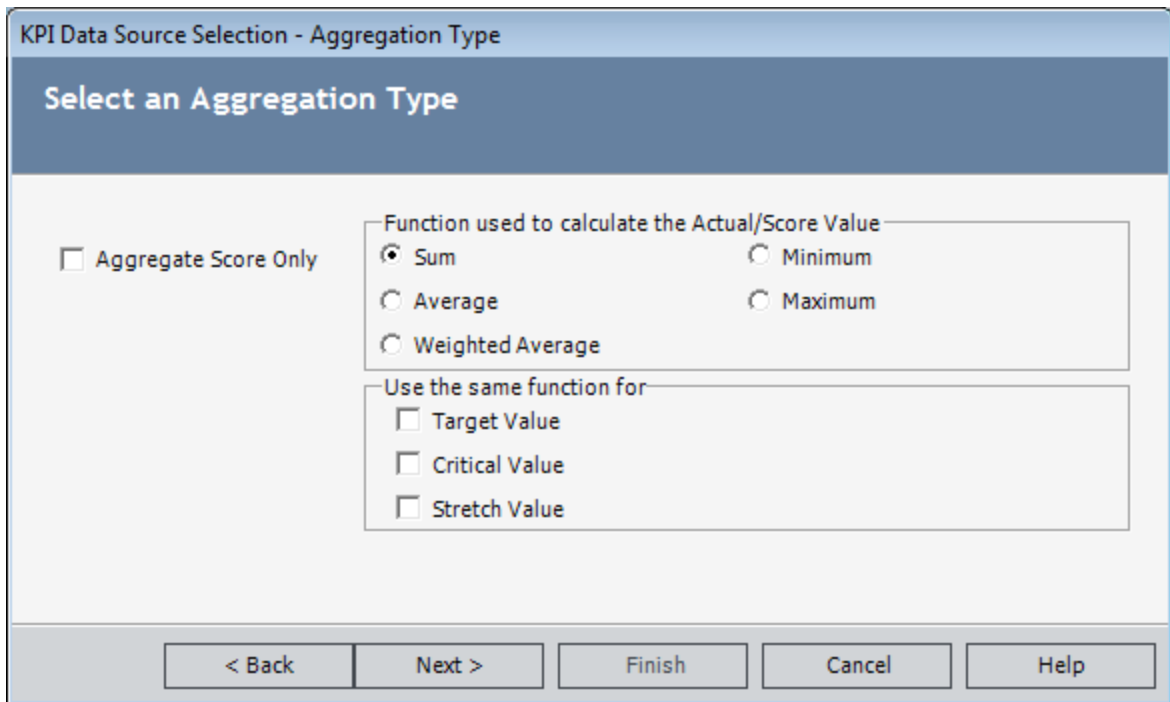 KPI Data Source Selection - Aggregation Type
Select an Aggregation Type
Aggregate Score Only
Function used to calculate the Actual/Score Value
Sum
Minimum
Average
Maximum
Weighted Average
Use the same function for
Target Value
Critical Value
Stretch Value
< Back
Next >
Finish
Cancel
Help